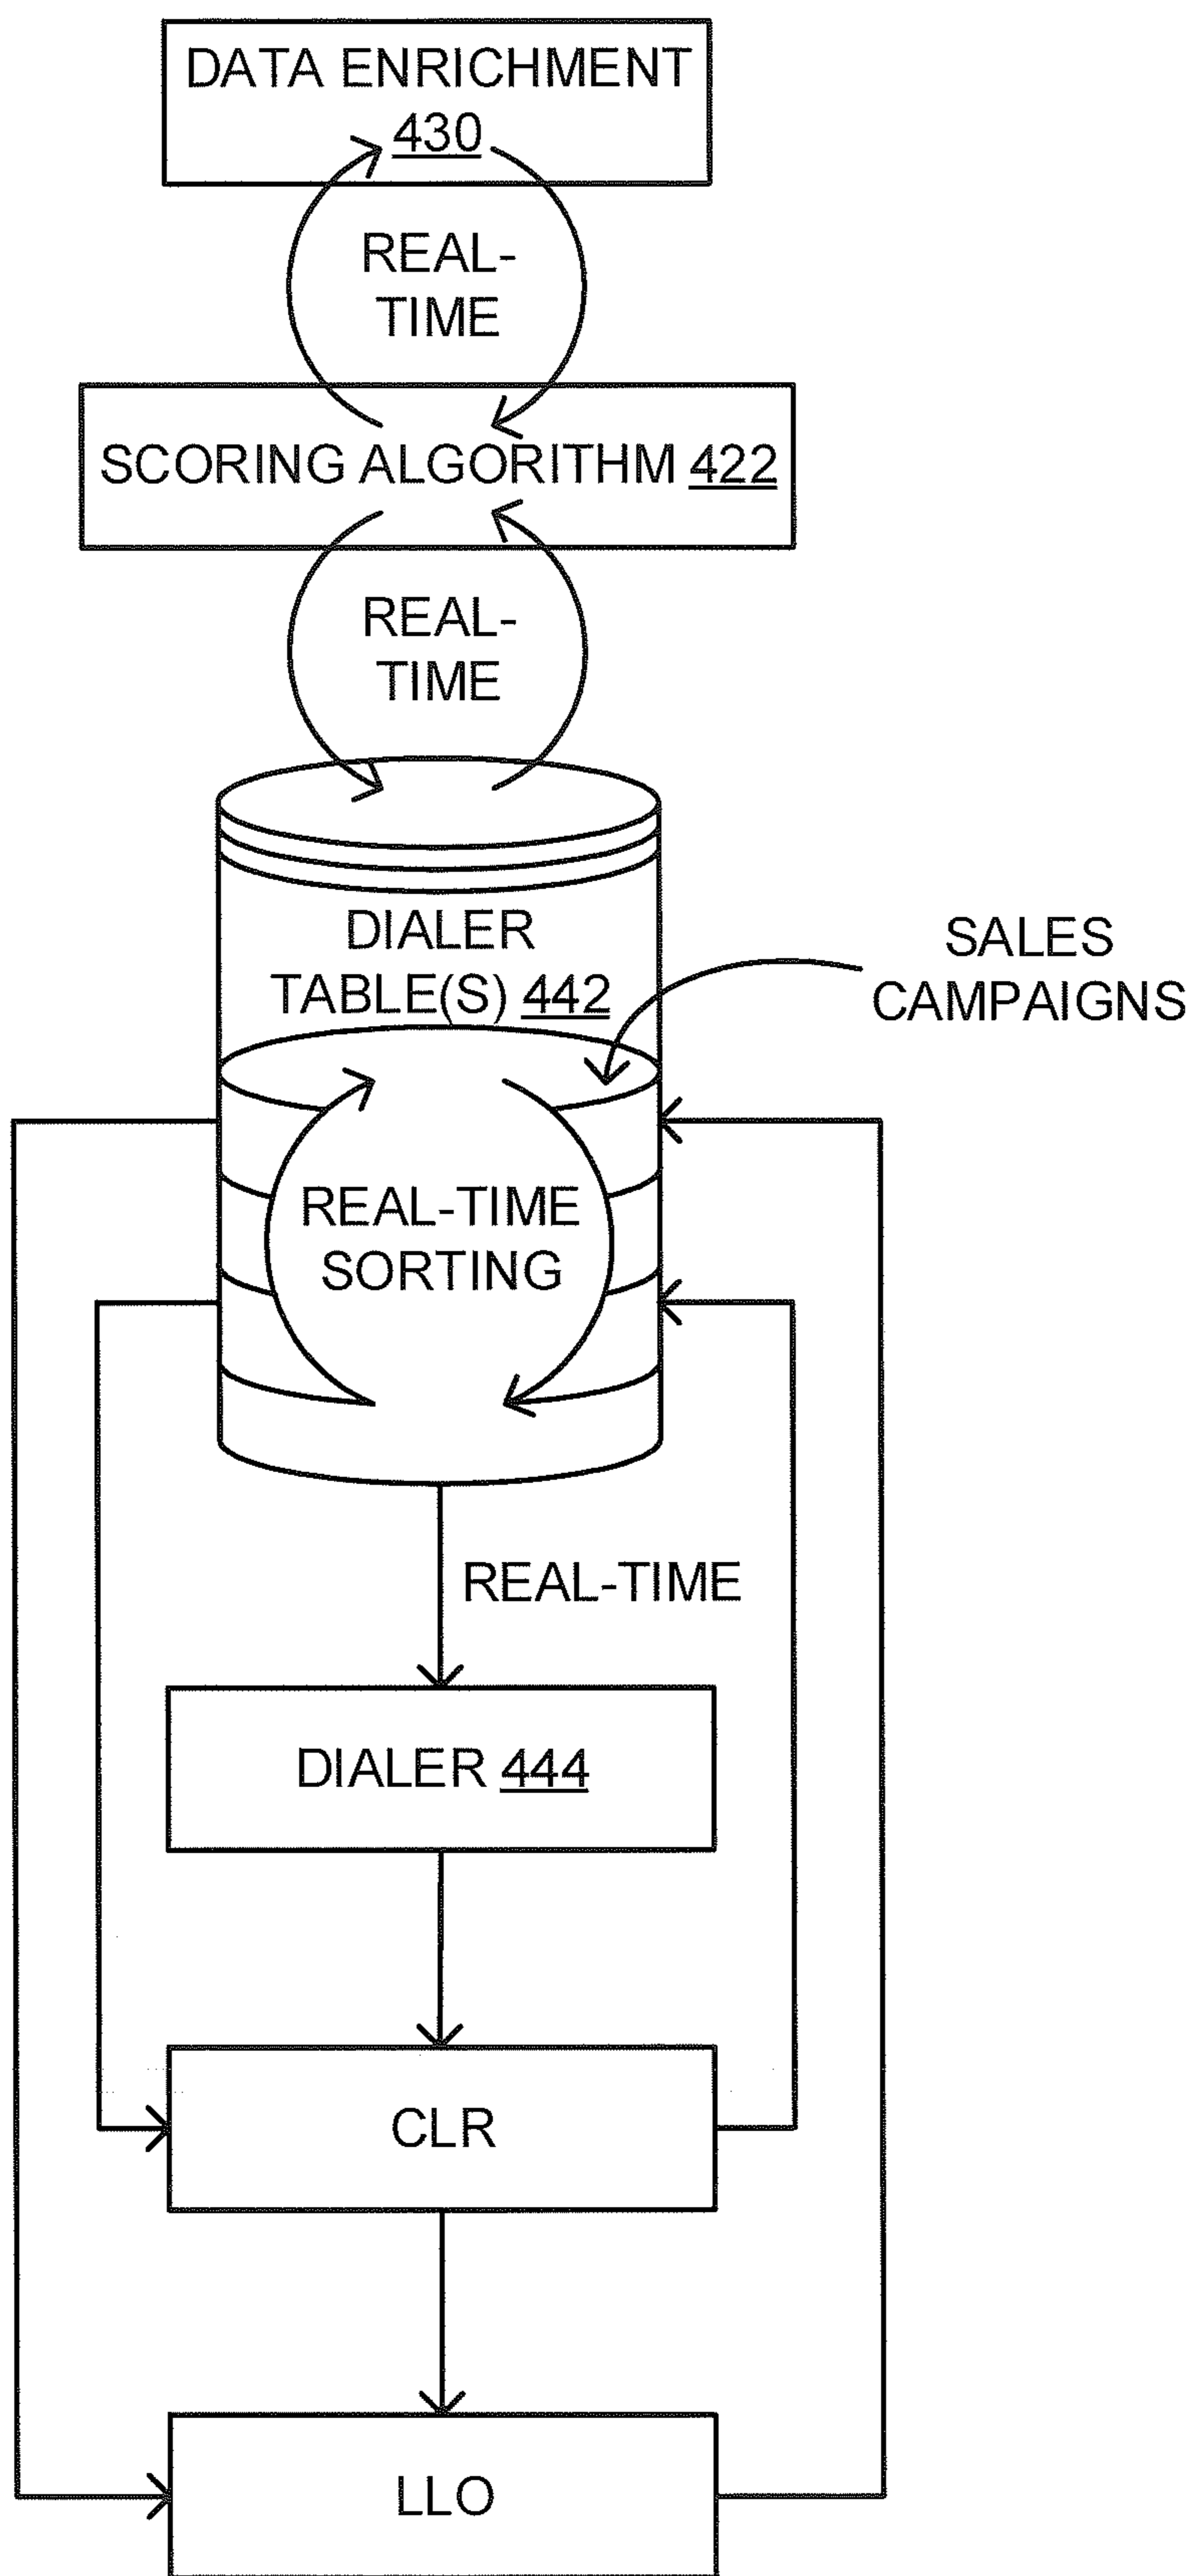 DATA ENRICHMENT
430
REAL-
TIME
SCORING ALGORITHM 422
REAL-
TIME
DIALER
TABLE(S) 442
SALES
CAMPAIGNS
REAL-TIME
SORTING
REAL-TIME
DIALER 444
CLR
LLO